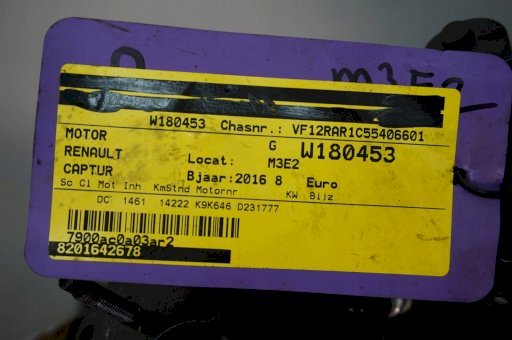 M3E2
W180453 Chasnr.: VF12RAR1C55406601
MOTOR G W180453
RENAULT Locat: M3E2
CAPTUR Bjaar:2016 8 Euro
Sc Cl Mot Inh. KmStnd Motornr KW Bijz
DC 1461 14222 K9K646 D231777
7900ac0a03ar2
8201642678